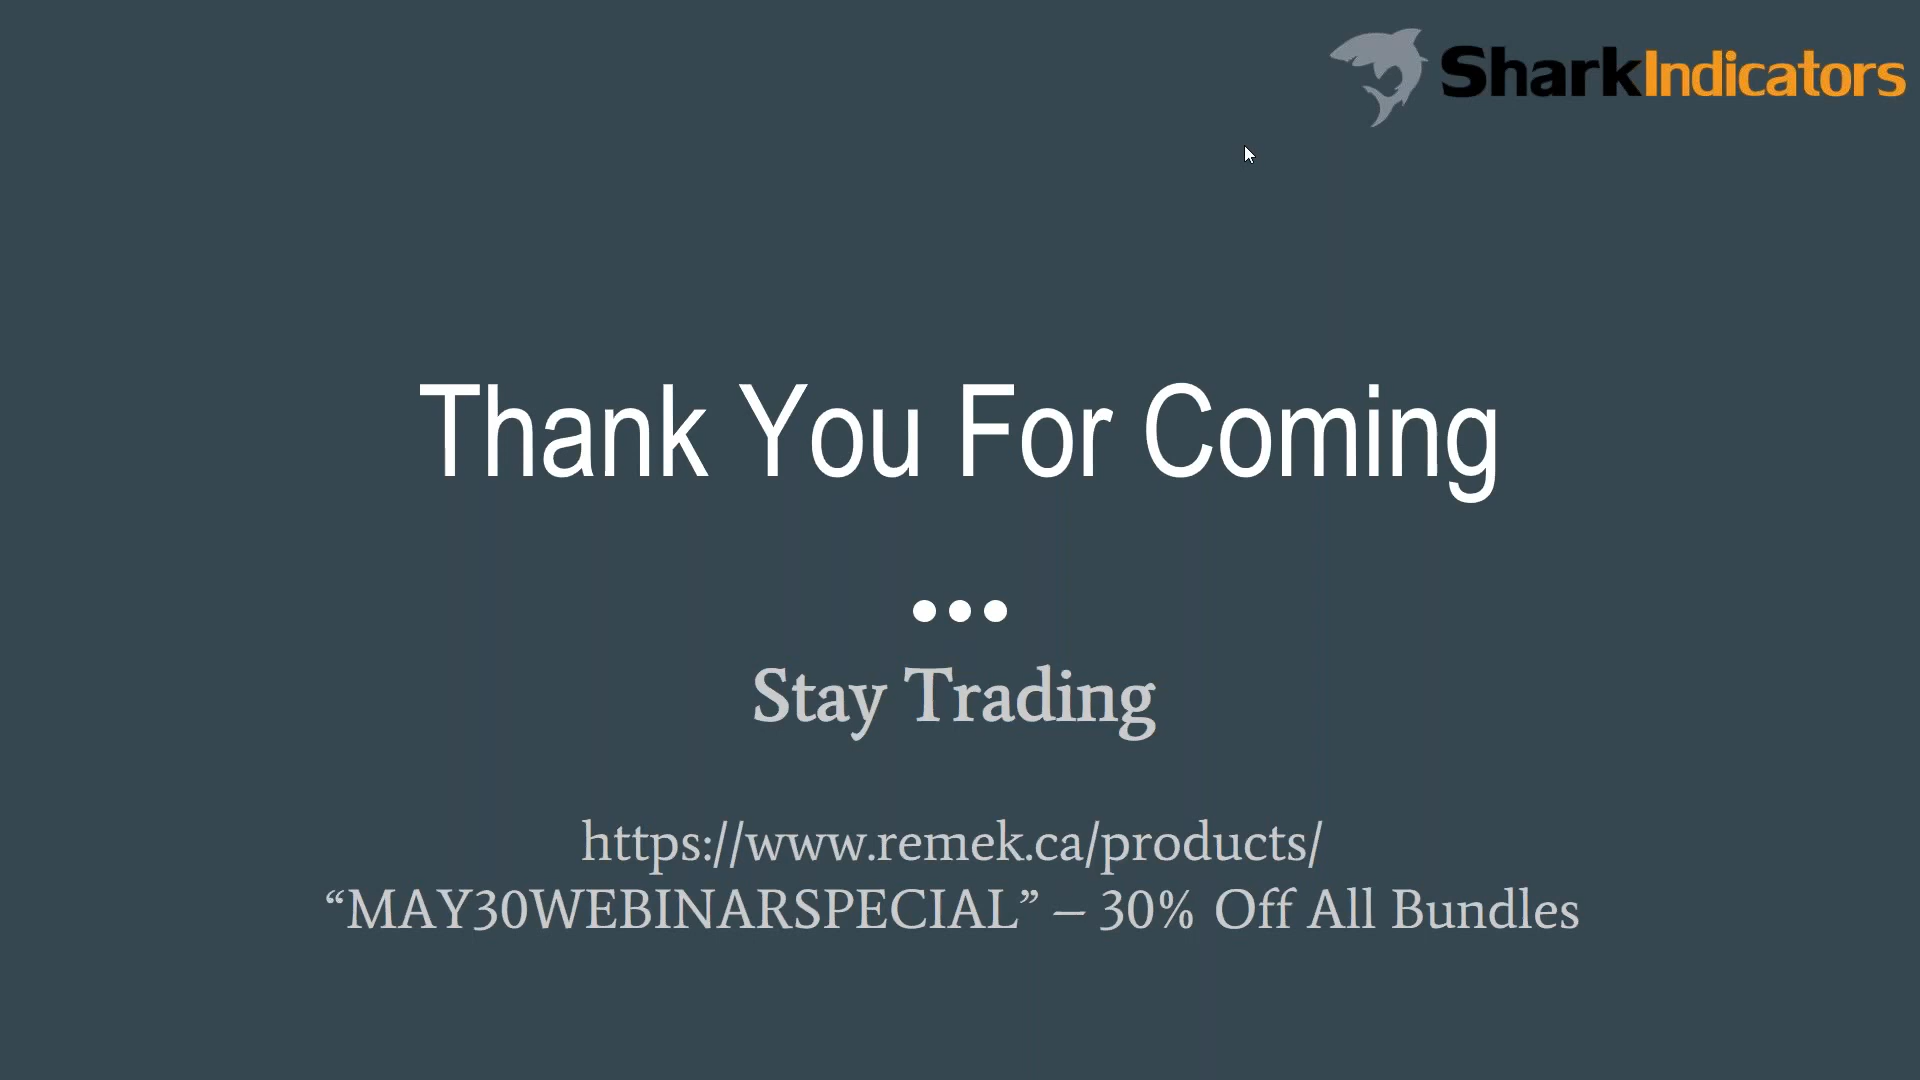 SharkIndicators
Thank You For Coming
Stay Trading
https://www.remek.ca/products/
“MAY30WEBINARSPECIAL” – 30% Off All Bundles